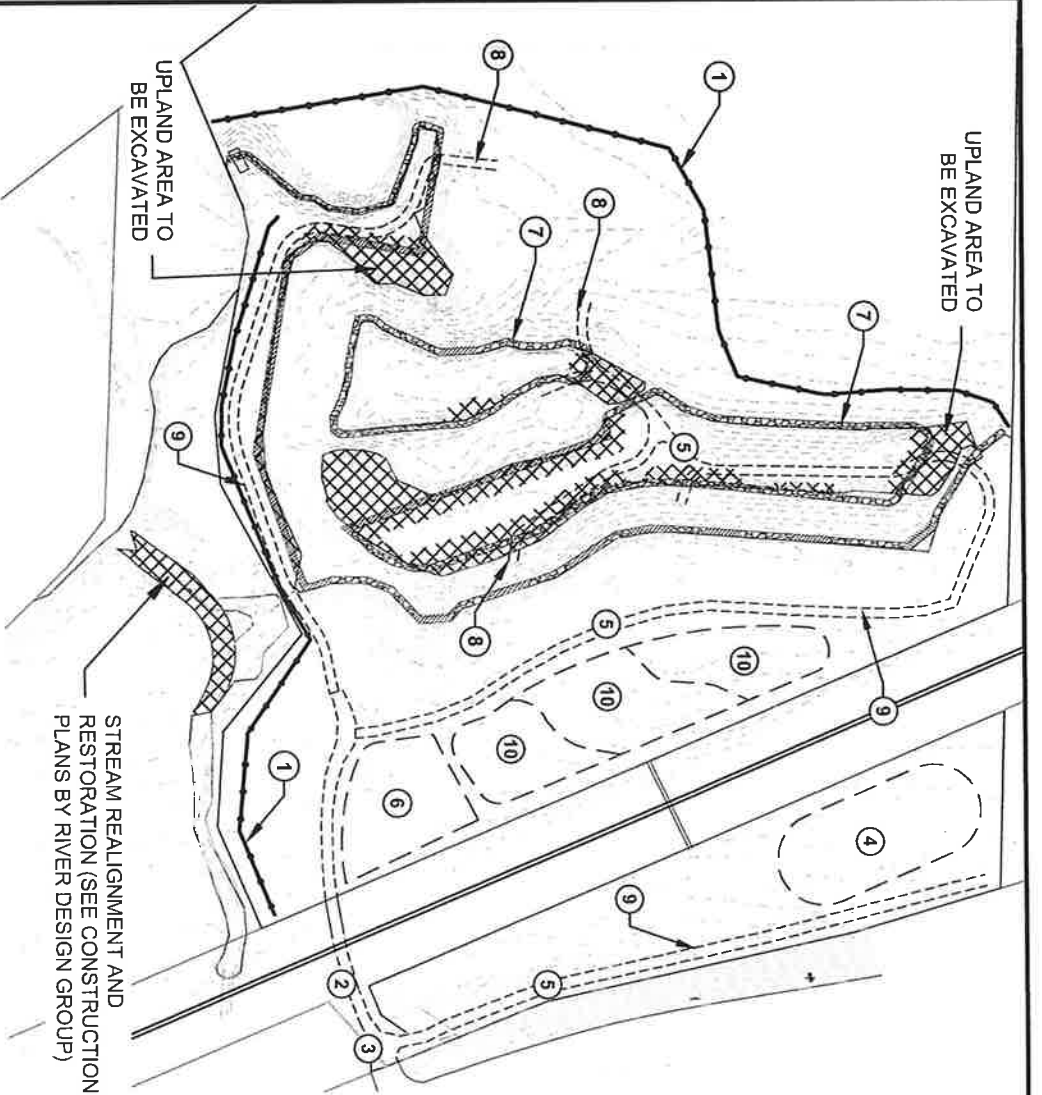 8
1
UPLAND AREA TO
BE EXCAVATED
UPLAND AREA TO
BE EXCAVATED
8
7
7
5
9
8
5
10
10
10
9
1
6
4
9
2
5
3
STREAM REALIGNMENT AND
RESTORATION (SEE CONSTRUCTION
PLANS BY RIVER DESIGN GROUP)